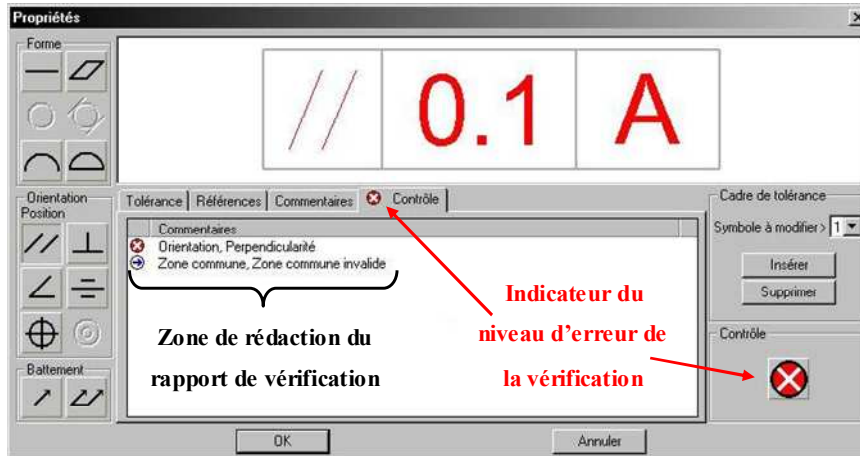 Propriétés
Forme
// 0.1 A
Orientation
Position
Battement
Tolérance Références Commentaires Contrôle
Commentaires
Orientation, Perpendicularité
Zone commune, Zone commune invalide
Zone de rédaction du
rapport de vérification
Indicateur du
niveau d'erreur de
la vérification
Cadre de tolérance
Symbole à modifier > 1
Insérer
Supprimer
Contrôle
OK Annuler